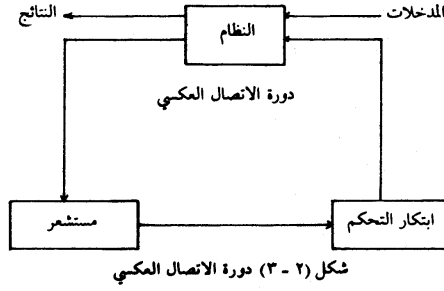 المدخلات
النظام
النتائج
دورة الاتصال العكسي
ابتكار التحكم
مستشعر
شكل (٢ - ٣) دورة الاتصال العكسي